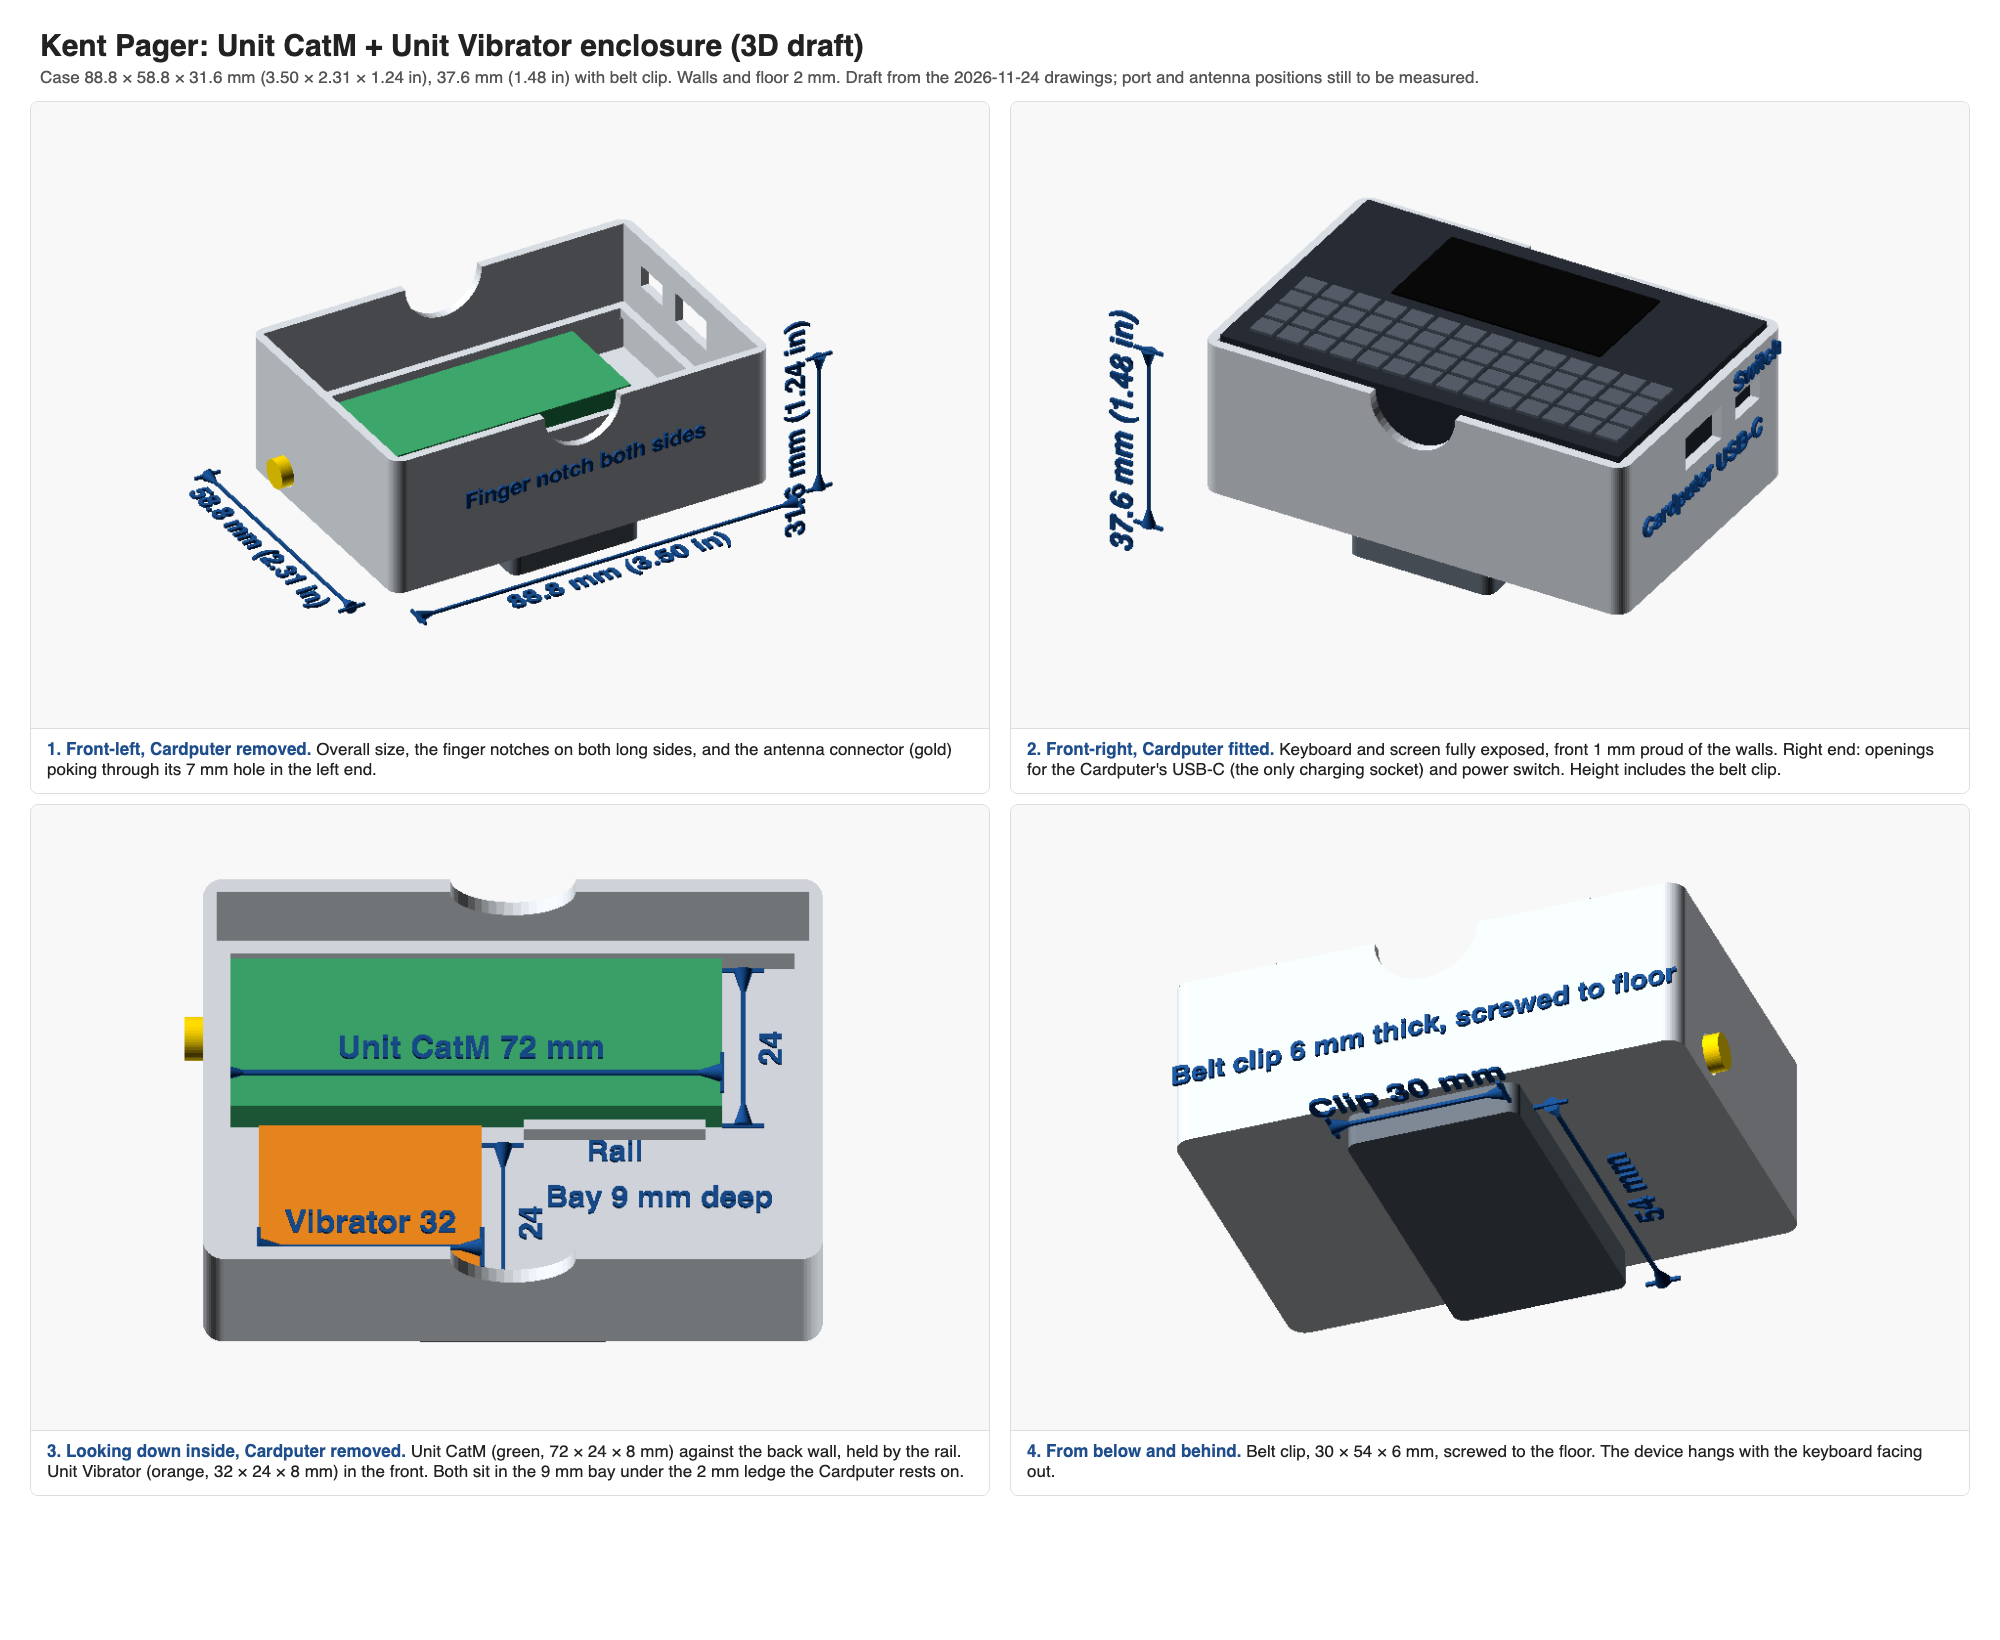 Kent Pager: Unit CatM + Unit Vibrator enclosure (3D draft)
Case 88.8 × 58.8 × 31.6 mm (3.50 × 2.31 × 1.24 in), 37.6 mm (1.48 in) with belt clip. Walls and floor 2 mm. Draft from the 2026-11-24 drawings; port and antenna positions still to be measured.
Finger notch both sides
58.8 mm (2.31 in)
88.8 mm (3.50 in)
31.6 mm (1.24 in)
1. Front-left, Cardputer removed. Overall size, the finger notches on both long sides, and the antenna connector (gold)
poking through its 7 mm hole in the left end.
37.6 mm (1.48 in)
Switch
Cardputer USB-C
2. Front-right, Cardputer fitted. Keyboard and screen fully exposed, front 1 mm proud of the walls. Right end: openings
for the Cardputer's USB-C (the only charging socket) and power switch. Height includes the belt clip.
Unit CatM 72 mm
24
Rail
Bay 9 mm deep
Vibrator 32
24
3. Looking down inside, Cardputer removed. Unit CatM (green, 72 × 24 × 8 mm) against the back wall, held by the rail.
Unit Vibrator (orange, 32 × 24 × 8 mm) in the front. Both sit in the 9 mm bay under the 2 mm ledge the Cardputer rests on.
Belt clip 6 mm thick, screwed to floor
Clip 30 mm
54 mm
4. From below and behind. Belt clip, 30 × 54 × 6 mm, screwed to the floor. The device hangs with the keyboard facing
out.